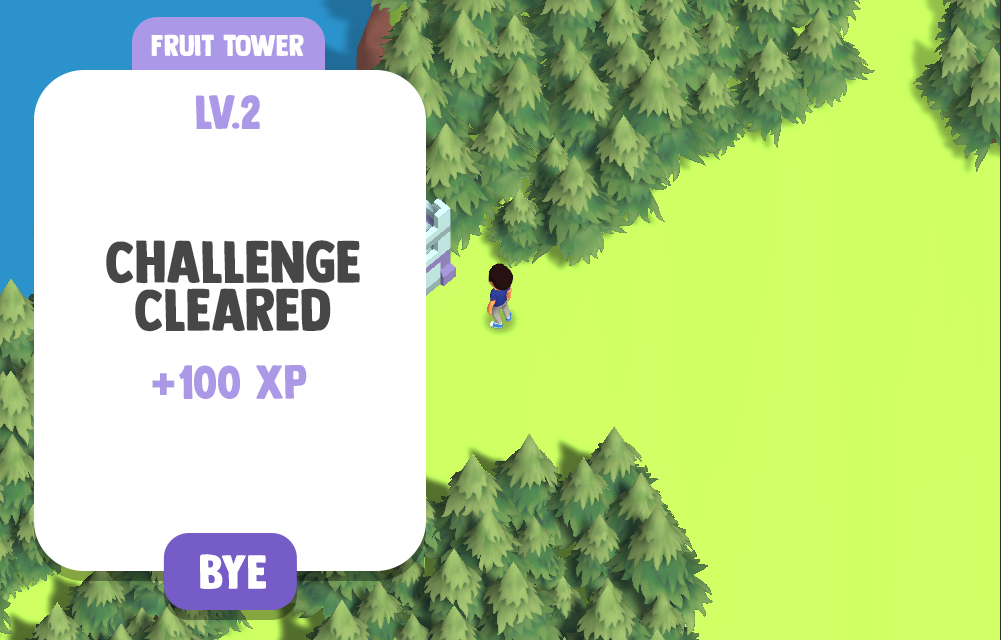 FRUIT TOWER
LV.2
CHALLENGE
CLEARED
+100 XP
BYE